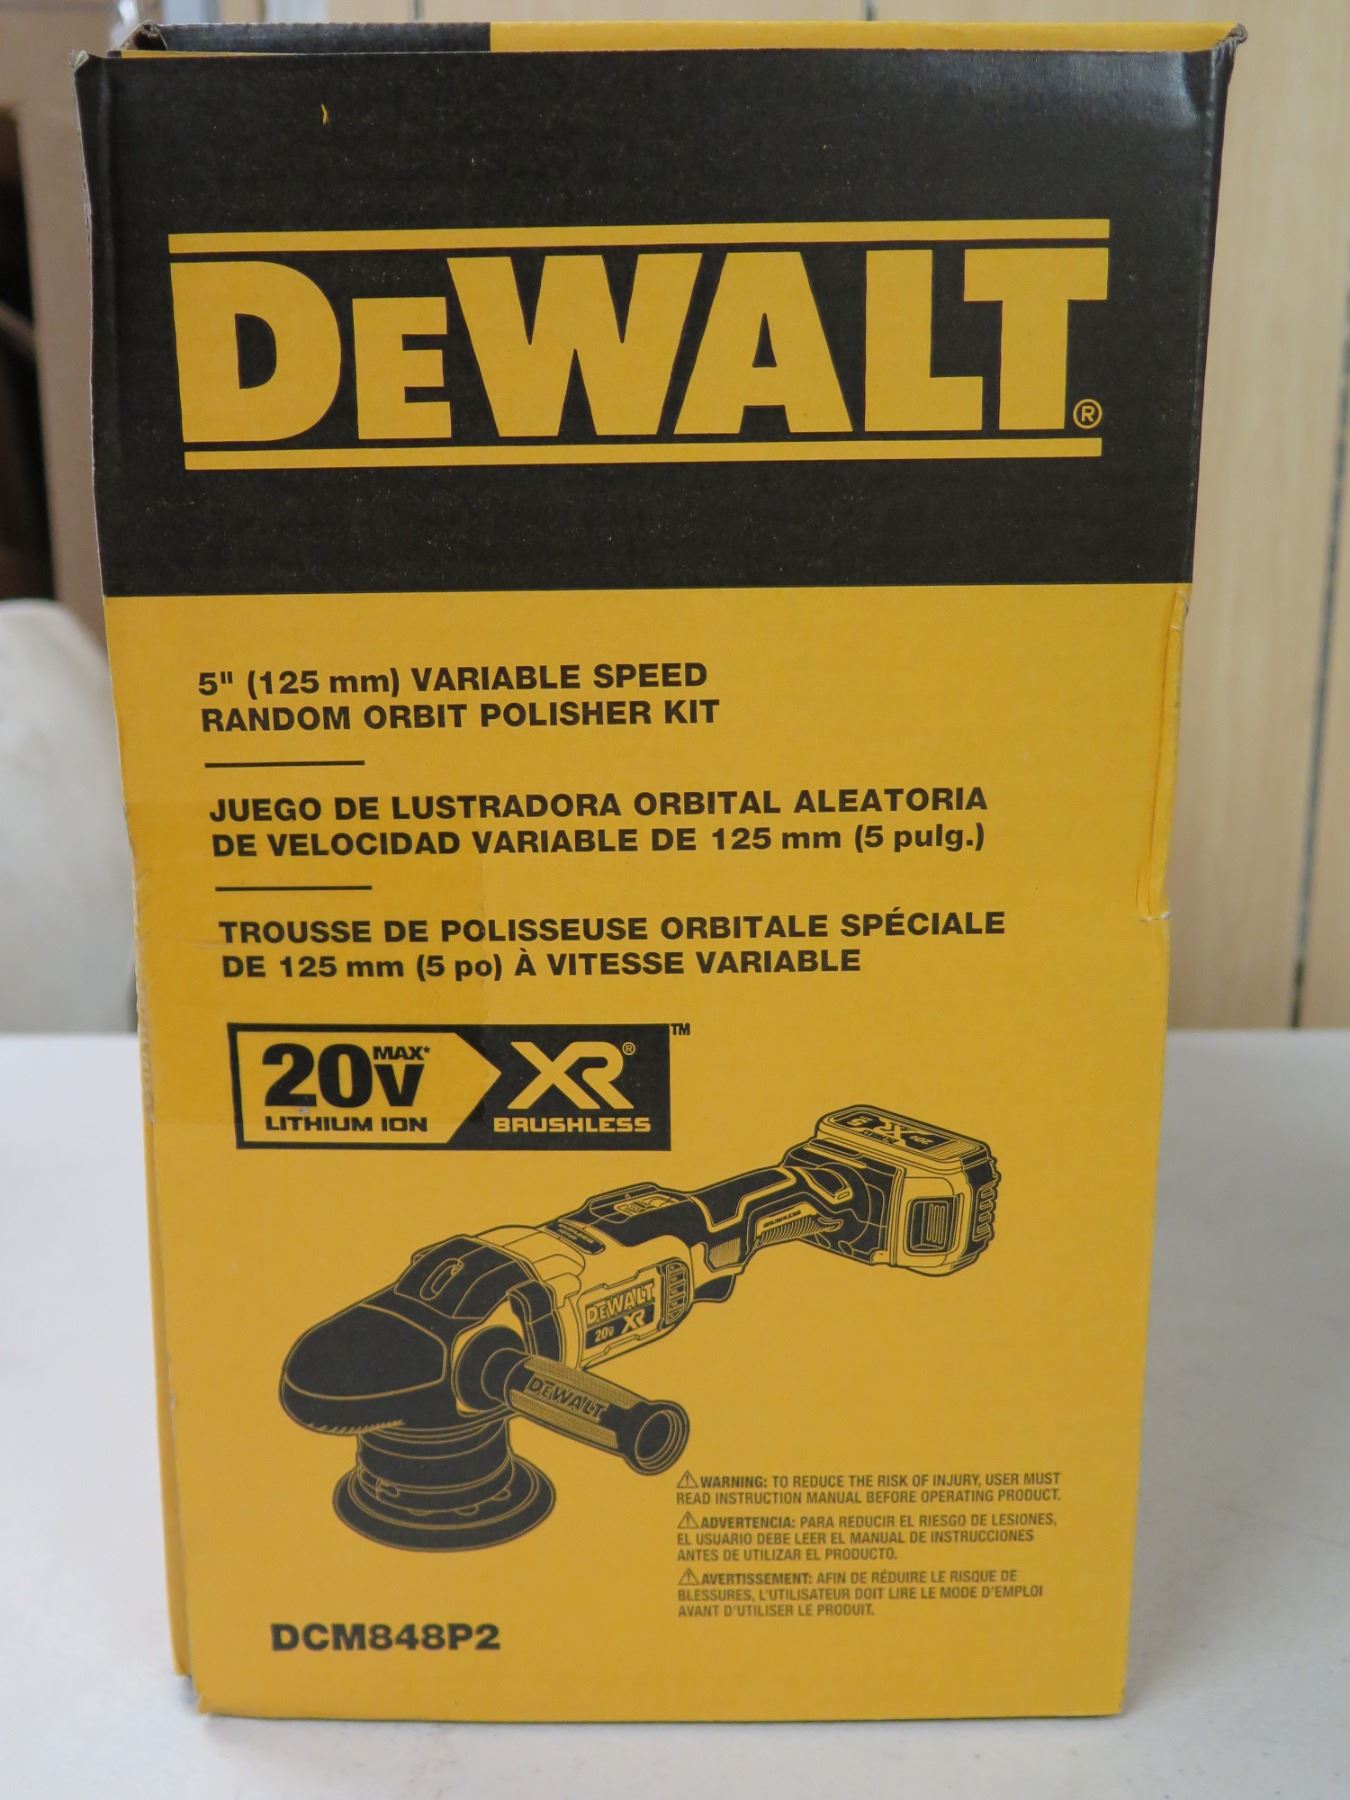 DEWALT®
5" (125 mm) VARIABLE SPEED
RANDOM ORBIT POLISHER KIT
JUEGO DE LUSTRADORA ORBITAL ALEATORIA
DE VELOCIDAD VARIABLE DE 125 mm (5 pulg.)
TROUSSE DE POLISSEUSE ORBITALE SPÉCIALE
DE 125 mm (5 po) À VITESSE VARIABLE
20V MAX* XR® ™
LITHIUM ION BRUSHLESS
BRUSHLESS
DEWALT
20V XR
DEWALT
⚠ WARNING: TO REDUCE THE RISK OF INJURY, USER MUST
READ INSTRUCTION MANUAL BEFORE OPERATING PRODUCT.
⚠ ADVERTENCIA: PARA REDUCIR EL RIESGO DE LESIONES,
EL USUARIO DEBE LEER EL MANUAL DE INSTRUCCIONES
ANTES DE UTILIZAR EL PRODUCTO.
⚠ AVERTISSEMENT: AFIN DE RÉDUIRE LE RISQUE DE
BLESSURES, L'UTILISATEUR DOIT LIRE LE MODE D'EMPLOI
AVANT D'UTILISER LE PRODUIT.
DCM848P2